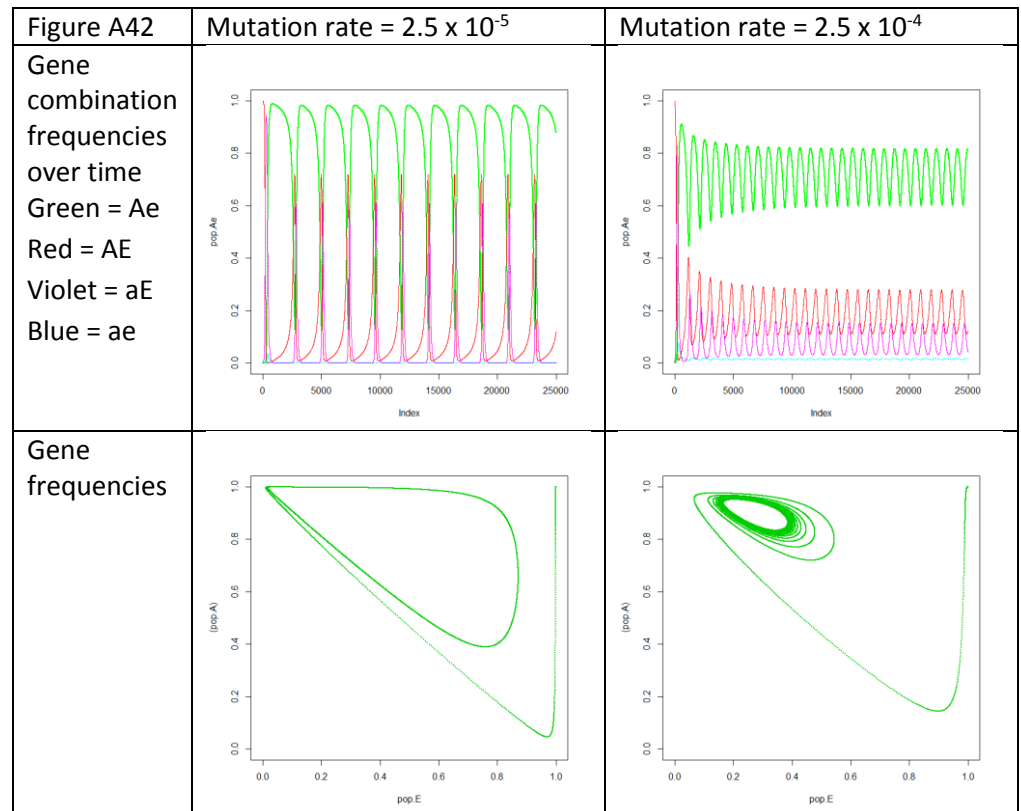 Figure A42
Mutation rate = 2.5 x 10-5
Mutation rate = 2.5 x 10-4
Gene
combination
frequencies
over time
Green = Ae
Red = AE
Violet = aE
Blue = ae
pop.Ae
1.0
0.8
0.6
0.4
0.2
0.0
0 5000 10000 15000 20000 25000
Index
pop.Ae
1.0
0.8
0.6
0.4
0.2
0.0
0 5000 10000 15000 20000 25000
Index
Gene
frequencies
(pop.A)
1.0
0.8
0.6
0.4
0.2
0.0
0.0 0.2 0.4 0.6 0.8 1.0
pop.E
(pop.A)
1.0
0.8
0.6
0.4
0.2
0.0
0.0 0.2 0.4 0.6 0.8 1.0
pop.E